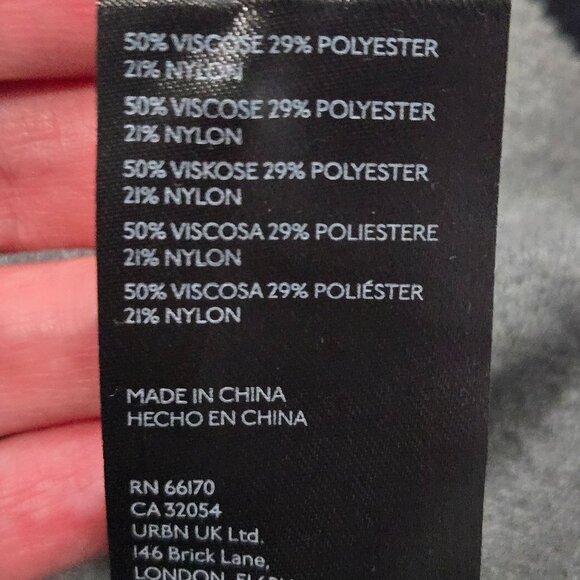 50% VISCOSE 29% POLYESTER
21% NYLON
50% VISCOSE 29% POLYESTER
21% NYLON
50% VISKOSE 29% POLYESTER
21% NYLON
50% VISCOSA 29% POLIESTERE
21% NYLON
50% VISCOSA 29% POLIÉSTER
21% NYLON
MADE IN CHINA
HECHO EN CHINA
RN 66170
CA 32054
URBN UK Ltd.
146 Brick Lane,
LONDON,